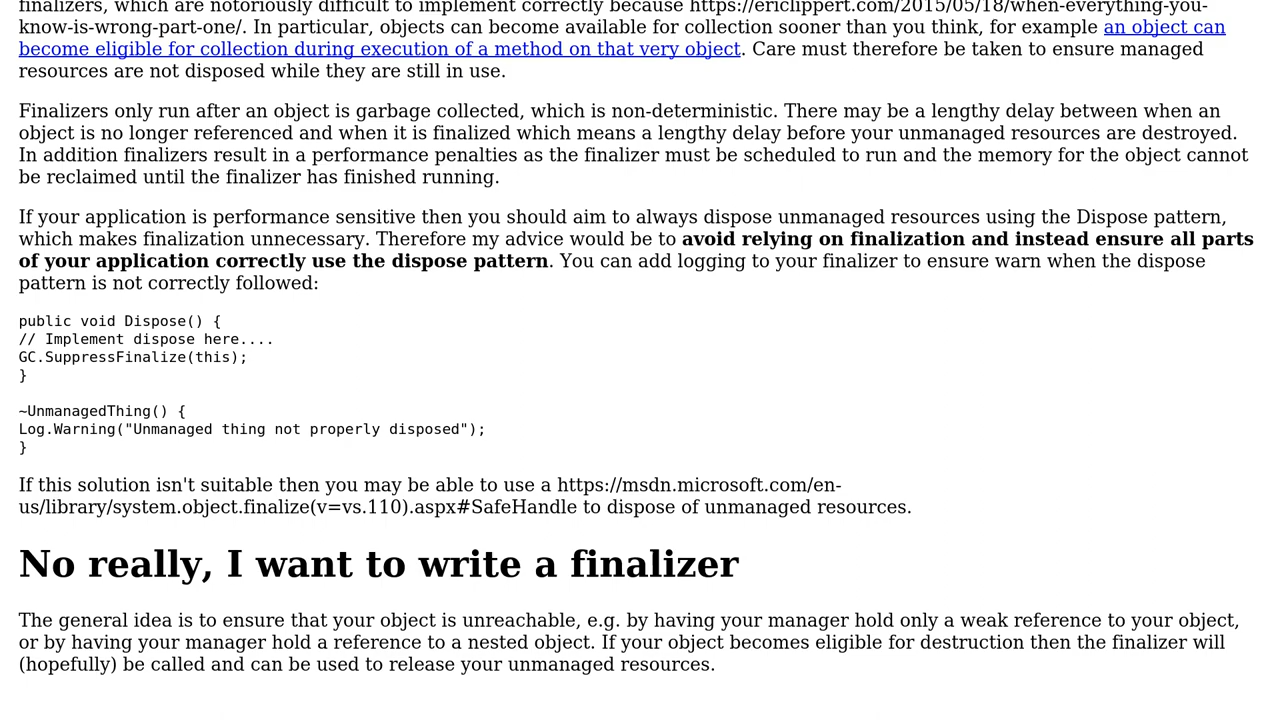 finalizers, which are notoriously difficult to implement correctly because https://ericlippert.com/2015/05/18/when-everything-you-
know-is-wrong-part-one/. In particular, objects can become available for collection sooner than you think, for example an object can
become eligible for collection during execution of a method on that very object. Care must therefore be taken to ensure managed
resources are not disposed while they are still in use.
Finalizers only run after an object is garbage collected, which is non-deterministic. There may be a lengthy delay between when an
object is no longer referenced and when it is finalized which means a lengthy delay before your unmanaged resources are destroyed.
In addition finalizers result in a performance penalties as the finalizer must be scheduled to run and the memory for the object cannot
be reclaimed until the finalizer has finished running.
If your application is performance sensitive then you should aim to always dispose unmanaged resources using the Dispose pattern,
which makes finalization unnecessary. Therefore my advice would be to avoid relying on finalization and instead ensure all parts
of your application correctly use the dispose pattern. You can add logging to your finalizer to ensure warn when the dispose
pattern is not correctly followed:
public void Dispose() {
// Implement dispose here....
GC.SuppressFinalize(this);
}
~UnmanagedThing() {
Log.Warning("Unmanaged thing not properly disposed");
}
If this solution isn't suitable then you may be able to use a https://msdn.microsoft.com/en-
us/library/system.object.finalize(v=vs.110).aspx#SafeHandle to dispose of unmanaged resources.
No really, I want to write a finalizer
The general idea is to ensure that your object is unreachable, e.g. by having your manager hold only a weak reference to your object,
or by having your manager hold a reference to a nested object. If your object becomes eligible for destruction then the finalizer will
(hopefully) be called and can be used to release your unmanaged resources.